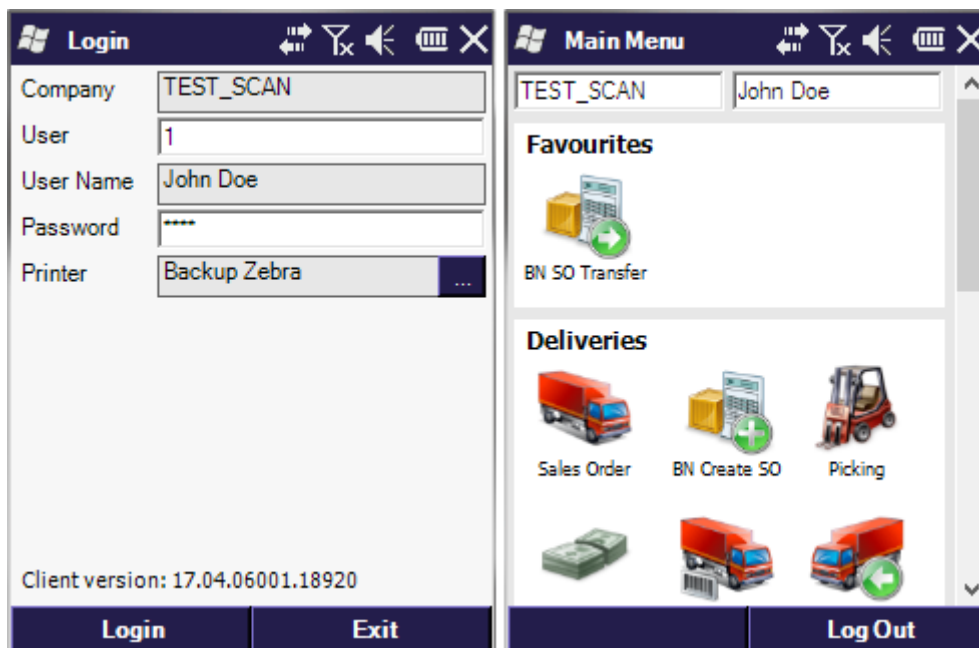 Login
Company TEST_SCAN
User 1
User Name John Doe
Password ****
Printer Backup Zebra ...
Client version: 17.04.06001.18920
Login Exit
Main Menu
TEST_SCAN John Doe
Favourites
BN SO Transfer
Deliveries
Sales Order BN Create SO Picking
Log Out